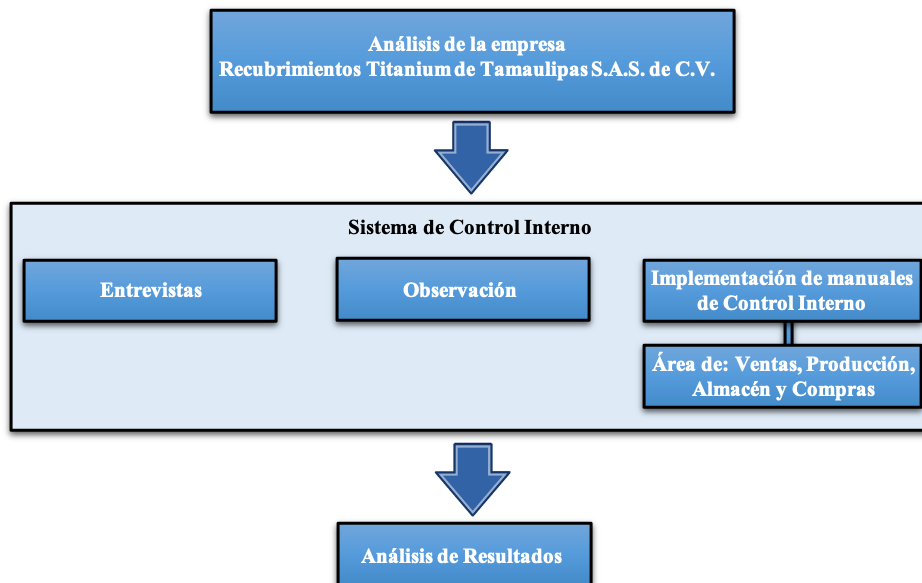 Análisis de la empresa
Recubrimientos Titanium de Tamaulipas S.A.S. de C.V.
Sistema de Control Interno
Entrevistas
Observación
Implementación de manuales
de Control Interno
Área de: Ventas, Producción,
Almacén y Compras
Análisis de Resultados